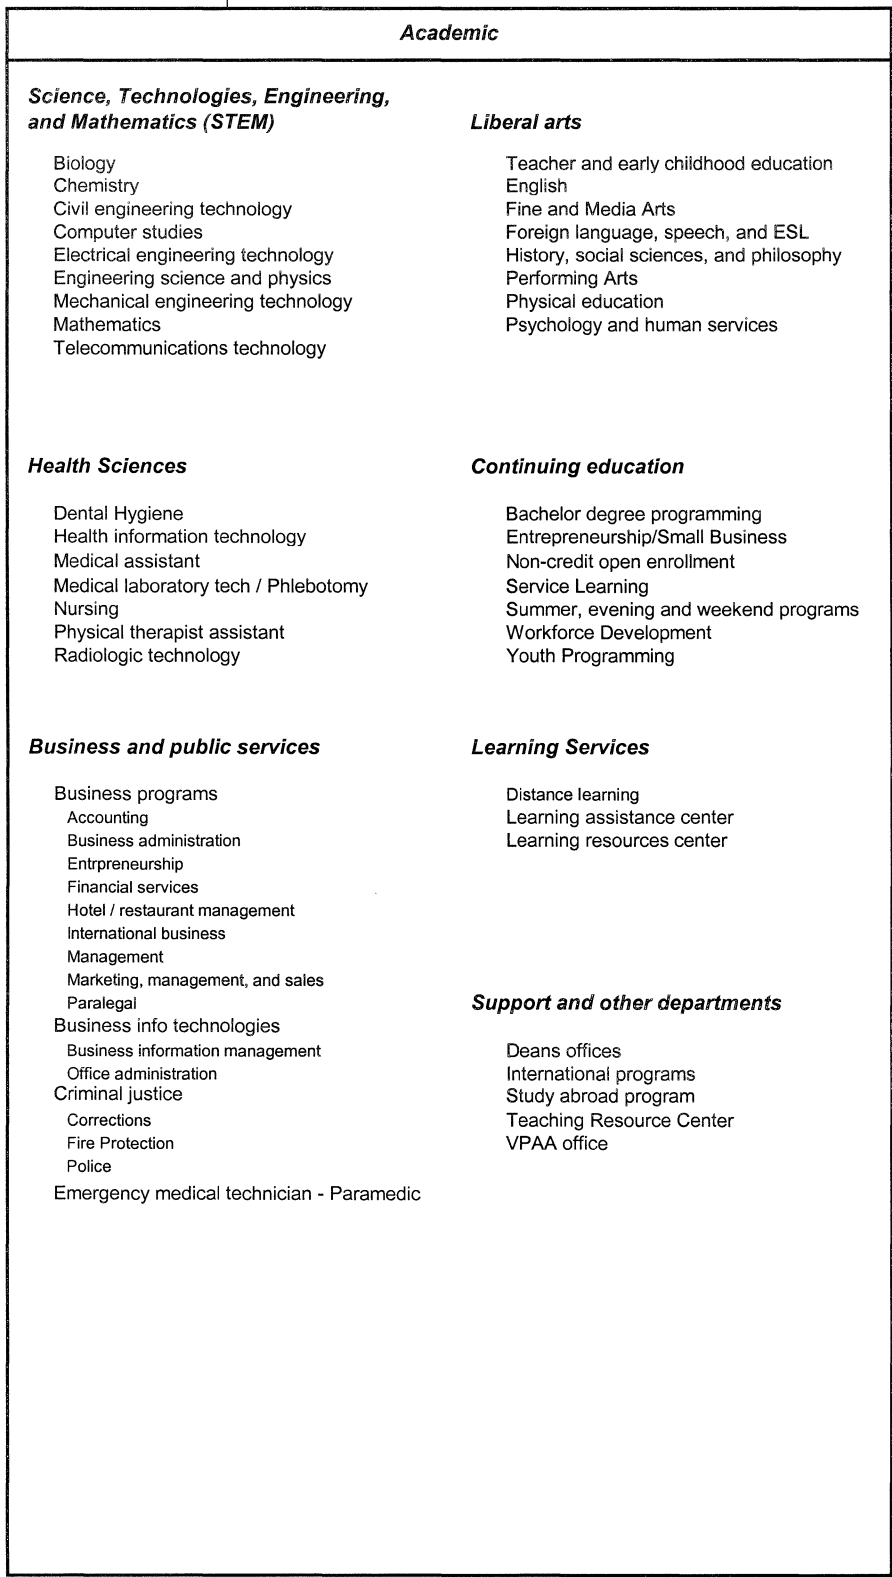 Academic
Science, Technologies, Engineering,
and Mathematics (STEM)
Biology
Chemistry
Civil engineering technology
Computer studies
Electrical engineering technology
Engineering science and physics
Mechanical engineering technology
Mathematics
Telecommunications technology
Liberal arts
Teacher and early childhood education
English
Fine and Media Arts
Foreign language, speech, and ESL
History, social sciences, and philosophy
Performing Arts
Physical education
Psychology and human services
Health Sciences
Dental Hygiene
Health information technology
Medical assistant
Medical laboratory tech / Phlebotomy
Nursing
Physical therapist assistant
Radiologic technology
Continuing education
Bachelor degree programming
Entrepreneurship/Small Business
Non-credit open enrollment
Service Learning
Summer, evening and weekend programs
Workforce Development
Youth Programming
Business and public services
Business programs
Accounting
Business administration
Entrpreneurship
Financial services
Hotel / restaurant management
International business
Management
Marketing, management, and sales
Paralegal
Business info technologies
Business information management
Office administration
Criminal justice
Corrections
Fire Protection
Police
Emergency medical technician - Paramedic
Learning Services
Distance learning
Learning assistance center
Learning resources center
Support and other departments
Deans offices
International programs
Study abroad program
Teaching Resource Center
VPAA office